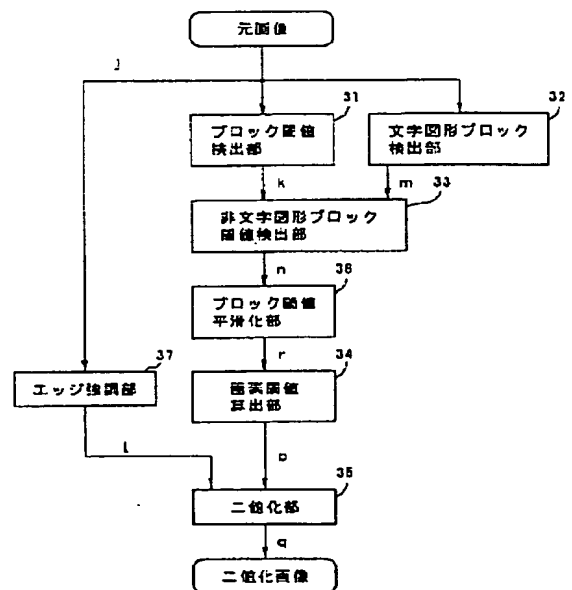 元画像
j
31
32
ブロック閾値
検出部
文字図形ブロック
検出部
k
m
33
非文字図形ブロック
閾値検出部
n
36
ブロック閾値
平滑化部
r
37
34
エッジ強調部
画素閾値
算出部
l
p
35
二値化部
q
二値化画像